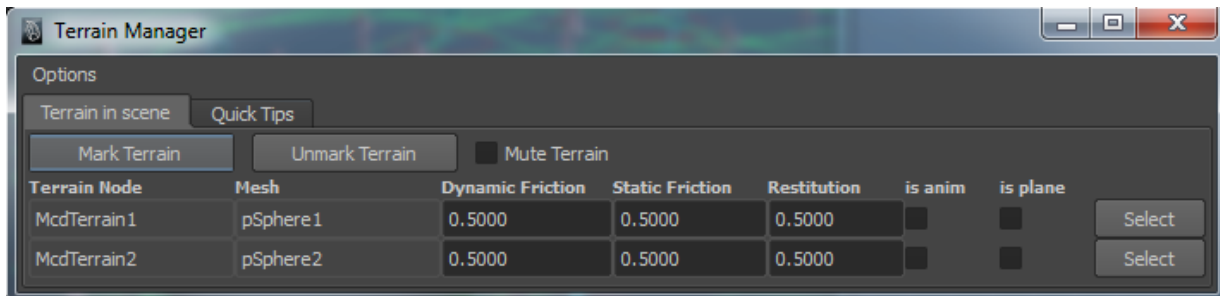 Terrain Manager
Options
Terrain in scene Quick Tips
Mark Terrain Unmark Terrain Mute Terrain
Terrain Node Mesh Dynamic Friction Static Friction Restitution is anim is plane
McdTerrain1 pSphere1 0.5000 0.5000 0.5000 Select
McdTerrain2 pSphere2 0.5000 0.5000 0.5000 Select